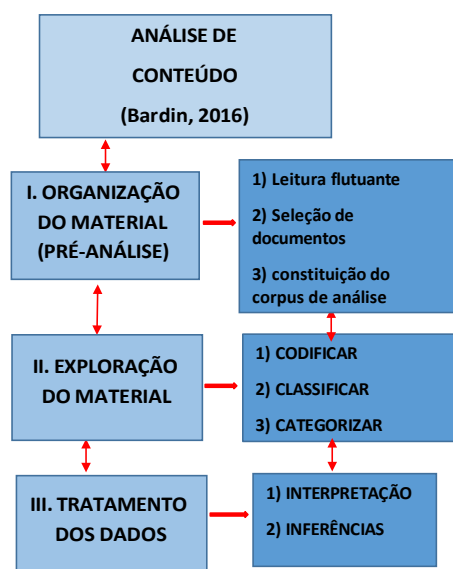 ANÁLISE DE
CONTEÚDO
(Bardin, 2016)
I. ORGANIZAÇÃO
DO MATERIAL
(PRÉ-ANÁLISE)
1) Leitura flutuante
2) Seleção de
documentos
3) constituição do
corpus de análise
II. EXPLORAÇÃO
DO MATERIAL
1) CODIFICAR
2) CLASSIFICAR
3) CATEGORIZAR
III. TRATAMENTO
DOS DADOS
1) INTERPRETAÇÃO
2) INFERÊNCIAS